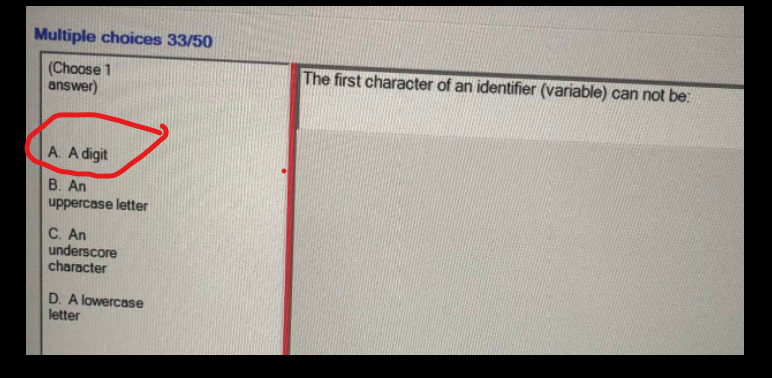 Multiple choices 33/50
(Choose 1
answer)
The first character of an identifier (variable) can not be:
A. A digit
B. An
uppercase letter
C. An
underscore
character
D. A lowercase
letter